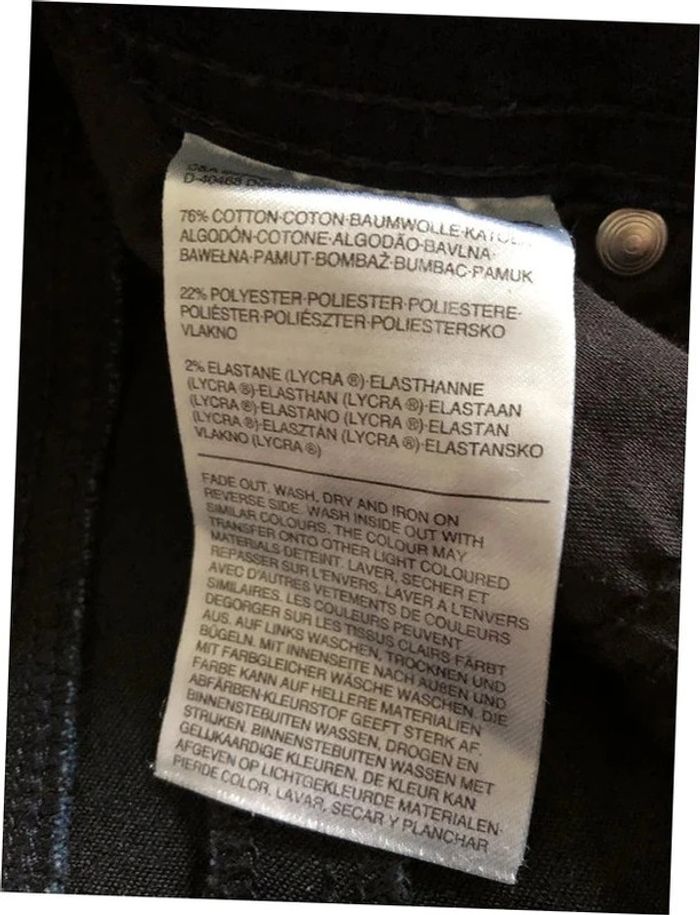 D-40468
76% COTTON·COTON·BAUMWOLLE·
ALGODÓN·COTONE·ALGODÃO·BAVLNA·
BAWEŁNA·PAMUT·BOMBAŽ·BUMBAC·PAMUK
22% POLYESTER·POLIESTER·POLIESTERE·
POLIÉSTER·POLIÉSZTER·POLIESTERSKO
VLAKNO
2% ELASTANE (LYCRA ®)·ELASTHANNE
(LYCRA ®)·ELASTHAN (LYCRA ®)·ELASTAAN
(LYCRA ®)·ELASTANO (LYCRA ®)·ELASTAN
(LYCRA ®)·ELASZTÁN (LYCRA ®)·ELASTANSKO
VLAKNO (LYCRA ®)
FADE OUT. WASH, DRY AND IRON ON
REVERSE SIDE. WASH INSIDE OUT WITH
SIMILAR COLOURS. THE COLOUR MAY
TRANSFER ONTO OTHER LIGHT COLOURED
MATERIALS DETEINT. LAVER, SECHER ET
REPASSER SUR L'ENVERS. LAVER A L'ENVERS
AVEC D'AUTRES VETEMENTS DE COULEURS
SIMILAIRES. LES COULEURS PEUVENT
DEGORGER SUR LES TISSUS CLAIRS FÄRBT
AUS. AUF LINKS WASCHEN, TROCKNEN UND
BÜGELN. MIT INNENSEITE NACH AUßEN UND
MIT FARBGLEICHER WÄSCHE WASCHEN. DIE
FARBE KANN AUF HELLERE MATERIALIEN
ABFÄRBEN·KLEURSTOF GEEFT STERK AF.
BINNENSTEBUITEN WASSEN, DROGEN EN
STRIJKEN. BINNENSTEBUITEN WASSEN MET
GELIJKAARDIGE KLEUREN. DE KLEUR KAN
AFGEVEN OP LICHTGEKLEURDE MATERIALEN·
PIERDE COLOR. LAVAR, SECAR Y PLANCHAR